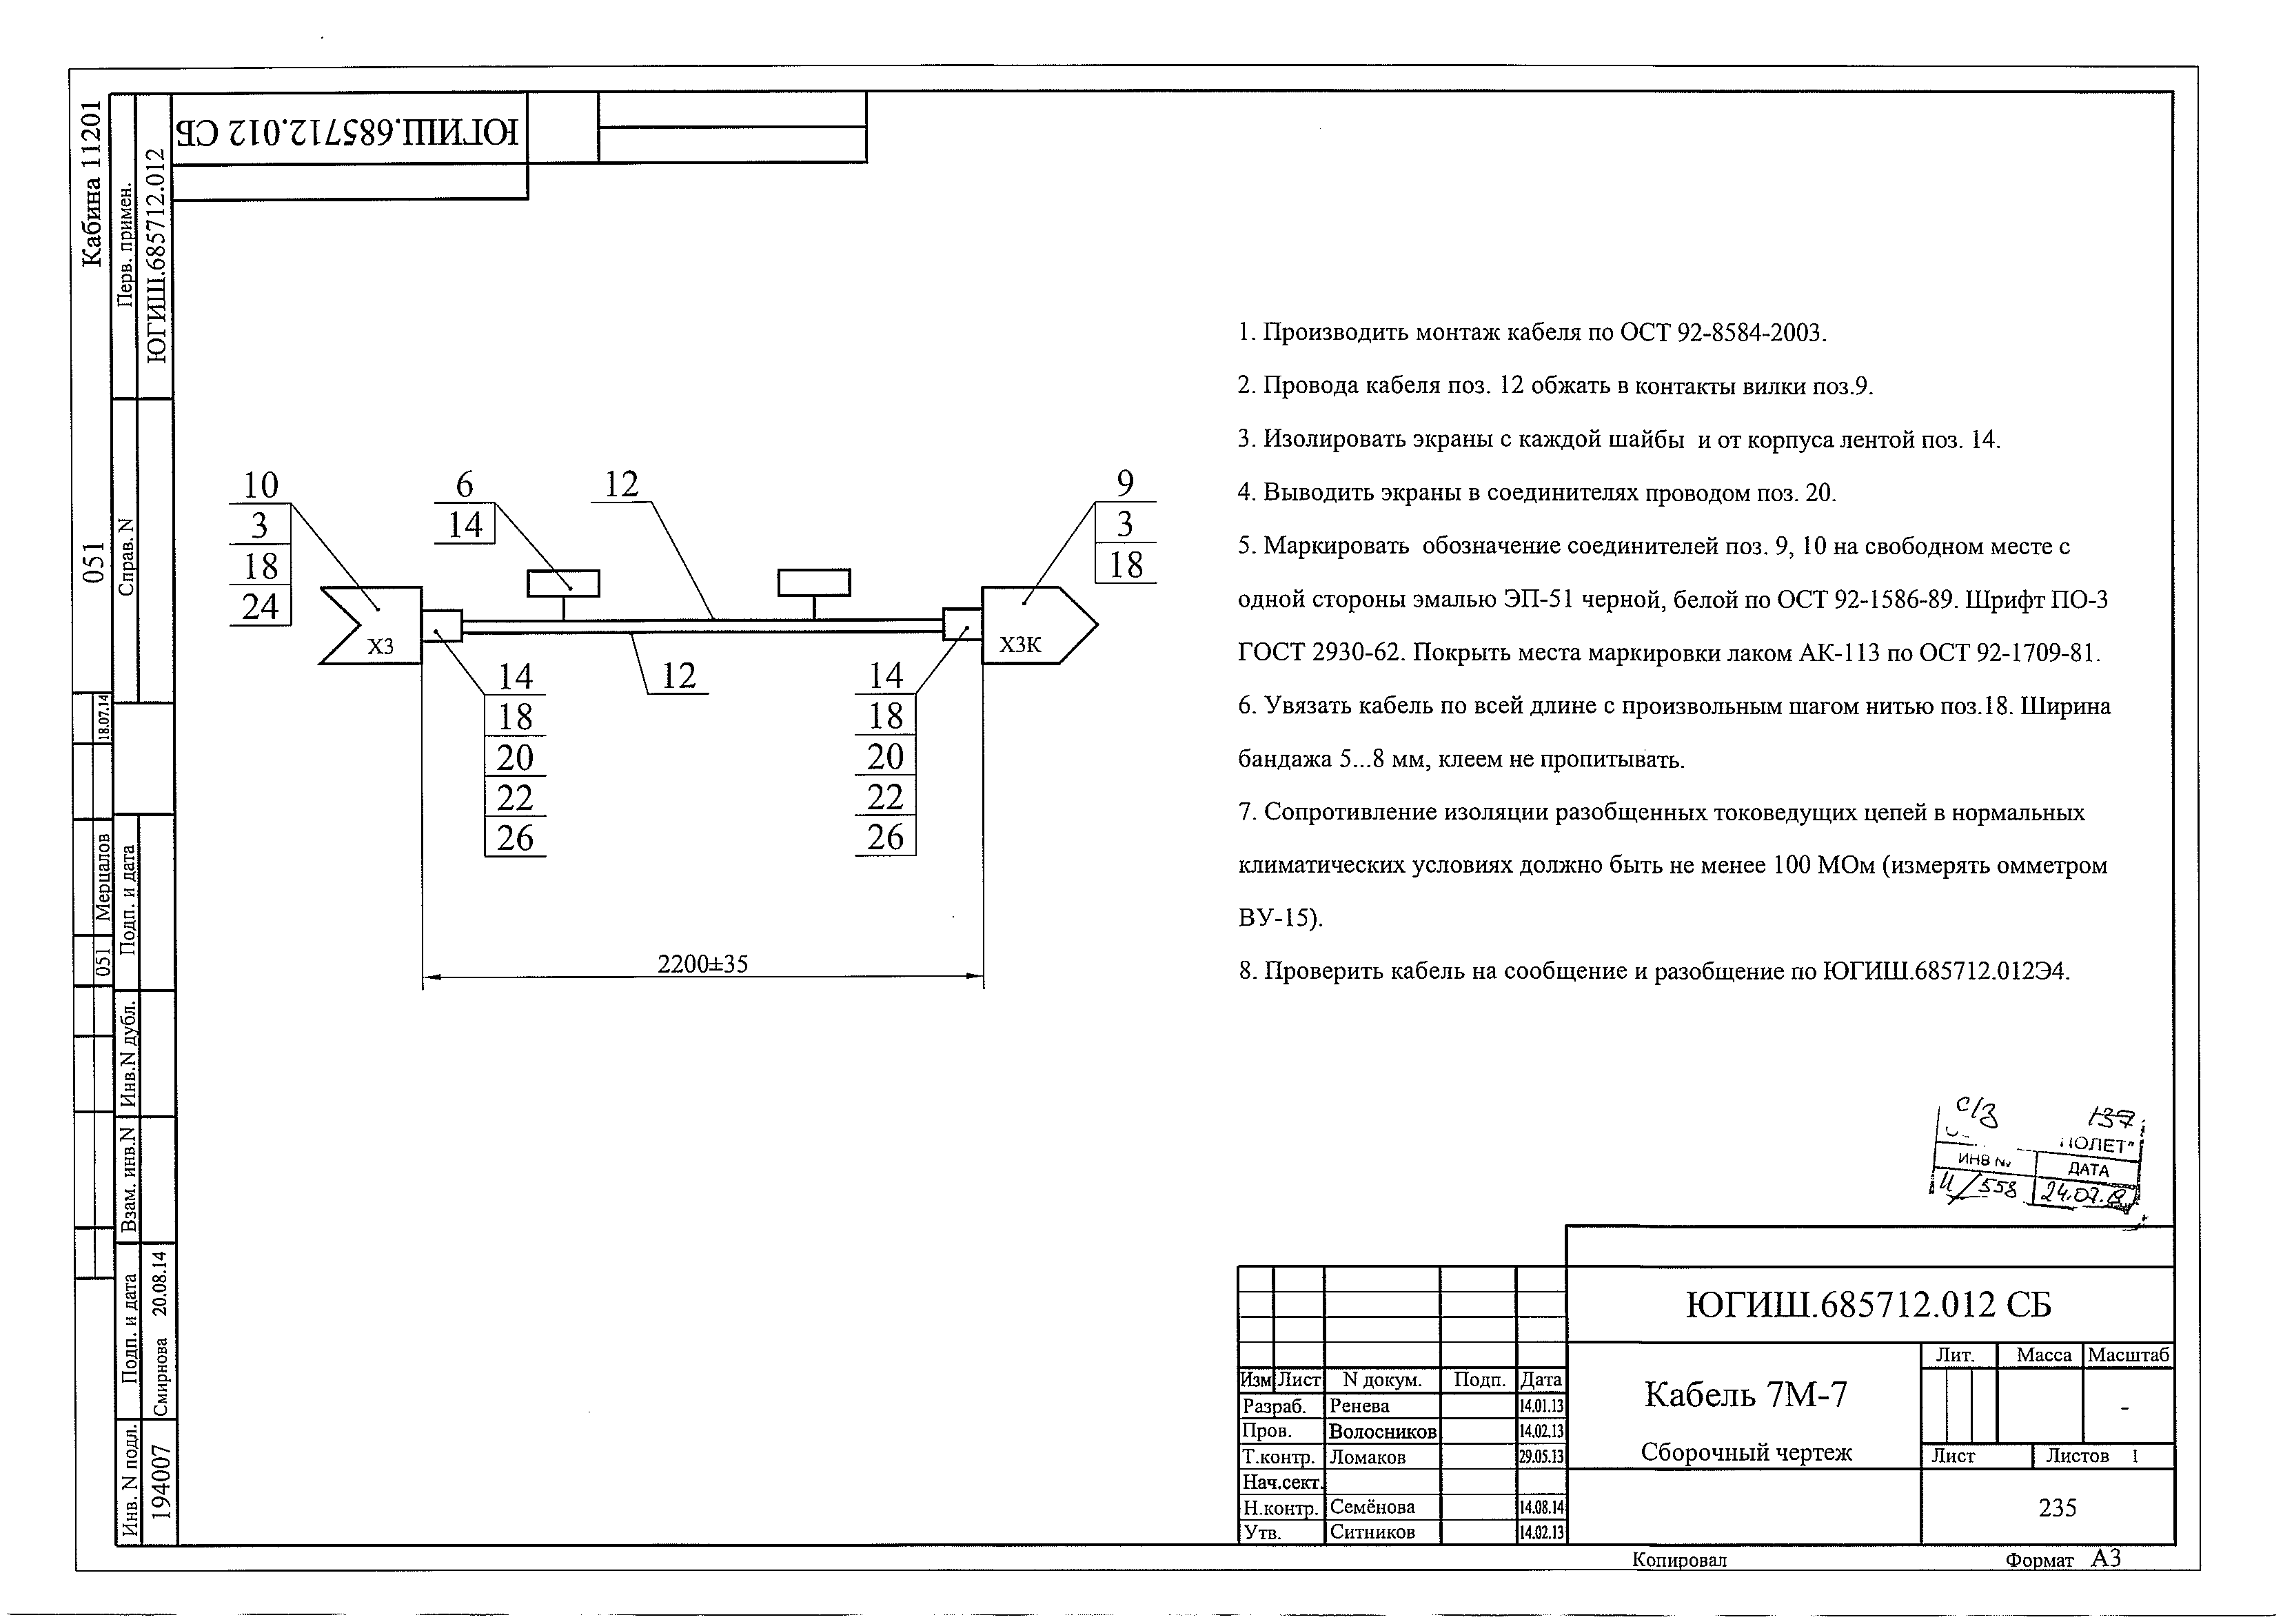 Кабина 11201
Перв. примен.
ЮГИШ.685712.012
ЮГИШ.685712.012 СБ
051
Справ. N
10
3
18
24
6
14
12
9
3
18
X3
X3K
12
14
18
20
22
26
14
18
20
22
26
2200±35
1. Производить монтаж кабеля по ОСТ 92-8584-2003.
2. Провода кабеля поз. 12 обжать в контакты вилки поз.9.
3. Изолировать экраны с каждой шайбы и от корпуса лентой поз. 14.
4. Выводить экраны в соединителях проводом поз. 20.
5. Маркировать обозначение соединителей поз. 9, 10 на свободном месте с
одной стороны эмалью ЭП-51 черной, белой по ОСТ 92-1586-89. Шрифт ПО-3
ГОСТ 2930-62. Покрыть места маркировки лаком АК-113 по ОСТ 92-1709-81.
6. Увязать кабель по всей длине с произвольным шагом нитью поз.18. Ширина
бандажа 5...8 мм, клеем не пропитывать.
7. Сопротивление изоляции разобщенных токоведущих цепей в нормальных
климатических условиях должно быть не менее 100 МОм (измерять омметром
ВУ-15).
8. Проверить кабель на сообщение и разобщение по ЮГИШ.685712.012Э4.
18.07.14
Мерцалов
051
Подп. и дата
Инв.N дубл.
Взам. инв.N
Подп. и дата
Смирнова 20.08.14
Инв. N подл.
194007
с/з 137
ИНВ N
ДАТА
И/558
ЮГИШ.685712.012 СБ
Кабель 7М-7
Сборочный чертеж
Лит. Масса Масштаб
-
Лист Листов 1
235
Изм Лист N докум. Подп. Дата
Разраб. Ренева 14.01.13
Пров. Волосников 14.02.13
Т.контр. Ломаков 29.05.13
Нач.сект.
Н.контр. Семёнова 14.08.14
Утв. Ситников 14.02.13
Копировал Формат А3